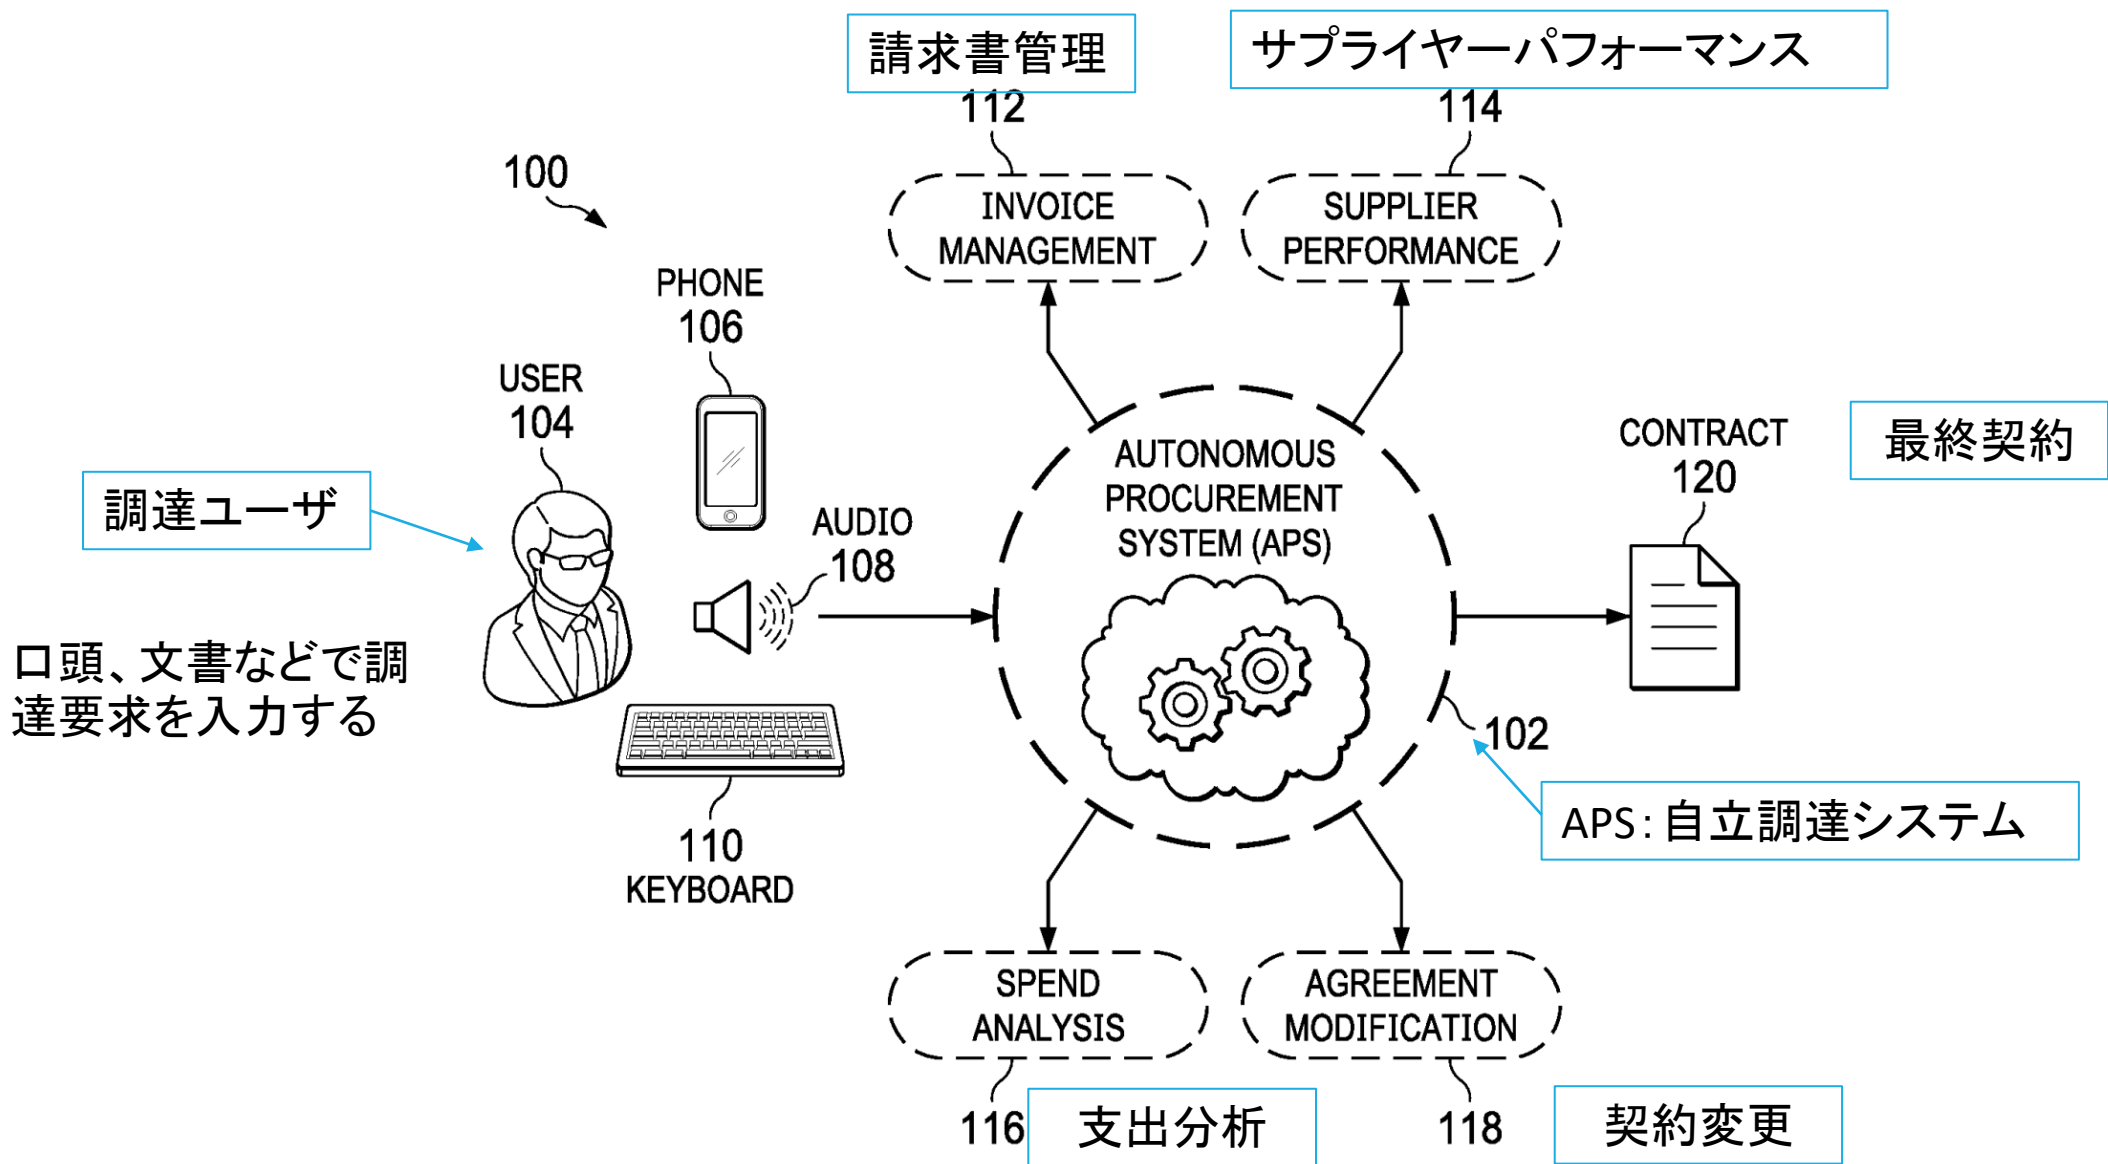 請求書管理
サプライヤーパフォーマンス
112
114
100
INVOICE
MANAGEMENT
SUPPLIER
PERFORMANCE
PHONE
106
USER
104
調達ユーザ
AUDIO
108
AUTONOMOUS
PROCUREMENT
SYSTEM (APS)
CONTRACT
120
最終契約
口頭、文書などで調
達要求を入力する
102
APS：自立調達システム
110
KEYBOARD
SPEND
ANALYSIS
AGREEMENT
MODIFICATION
116
支出分析
118
契約変更